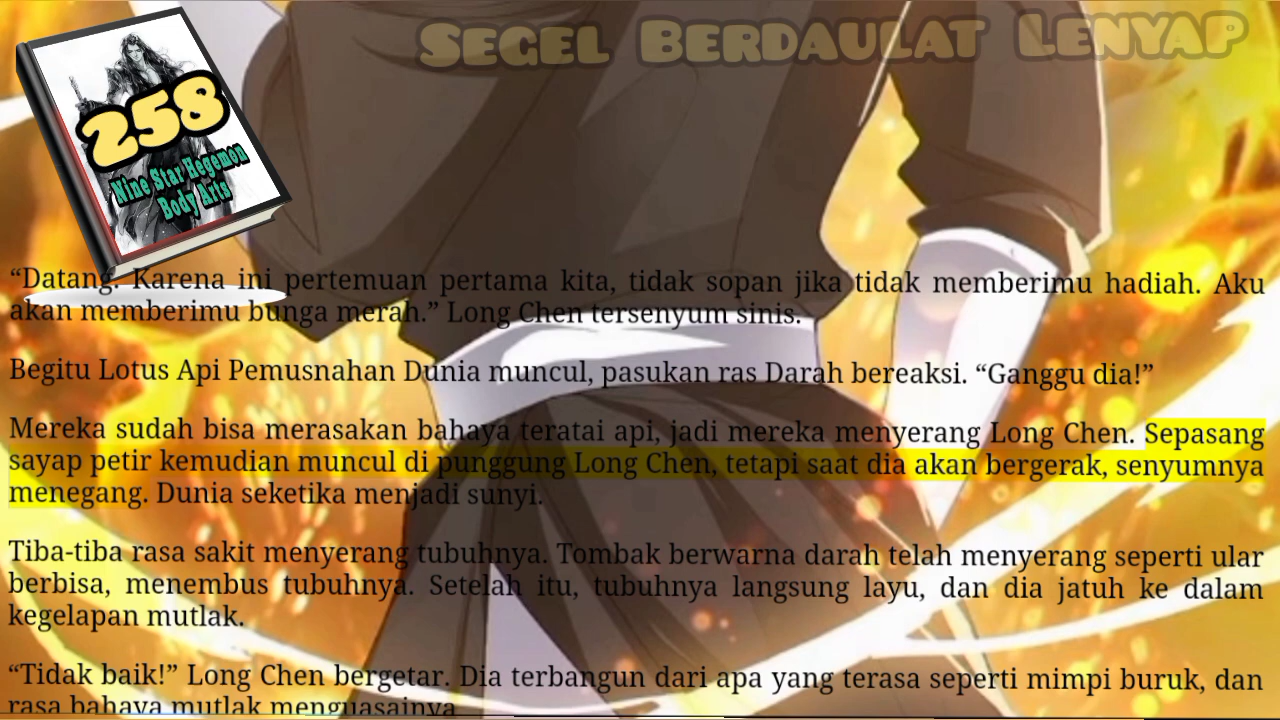 Segel Berdaulat Lenyap
258
Nine Star Hegemon
Body Arts
“Datang. Karena ini pertemuan pertama kita, tidak sopan jika tidak memberimu hadiah. Aku
akan memberimu bunga merah.” Long Chen tersenyum sinis.
Begitu Lotus Api Pemusnahan Dunia muncul, pasukan ras Darah bereaksi. “Ganggu dia!”
Mereka sudah bisa merasakan bahaya teratai api, jadi mereka menyerang Long Chen. Sepasang
sayap petir kemudian muncul di punggung Long Chen, tetapi saat dia akan bergerak, senyumnya
menegang. Dunia seketika menjadi sunyi.
Tiba-tiba rasa sakit menyerang tubuhnya. Tombak berwarna darah telah menyerang seperti ular
berbisa, menembus tubuhnya. Setelah itu, tubuhnya langsung layu, dan dia jatuh ke dalam
kegelapan mutlak.
“Tidak baik!” Long Chen bergetar. Dia terbangun dari apa yang terasa seperti mimpi buruk, dan
rasa bahaya mutlak menguasainya